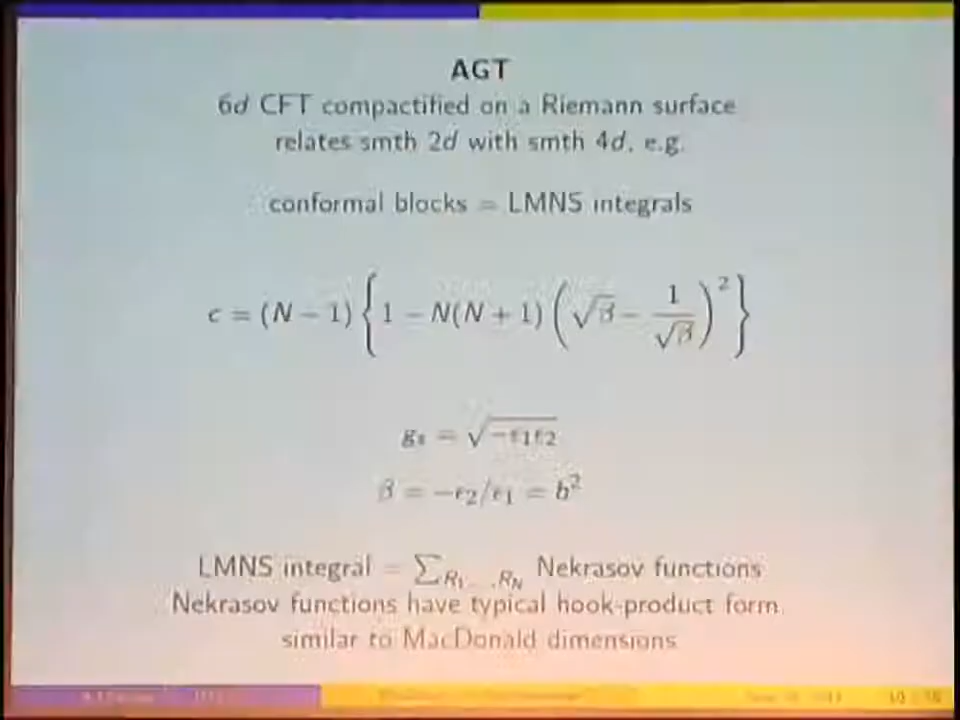 AGT
6d CFT compactified on a Riemann surface
relates smth 2d with smth 4d, e.g.
conformal blocks = LMNS integrals
c = (N − 1) { 1 − N(N + 1) ( √β − 1/√β )² }
gₛ = √−ε₁ε₂
β = −ε₂/ε₁ = b²
LMNS integral = ∑_{R₁,...,R_N} Nekrasov functions
Nekrasov functions have typical hook-product form
similar to MacDonald dimensions